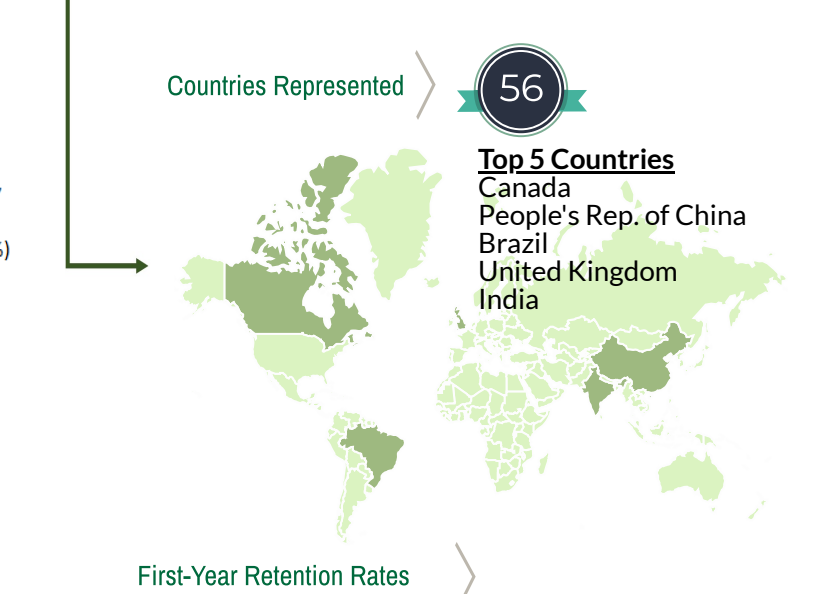 Countries Represented
56
Top 5 Countries
Canada
People's Rep. of China
Brazil
United Kingdom
India
%)
First-Year Retention Rates